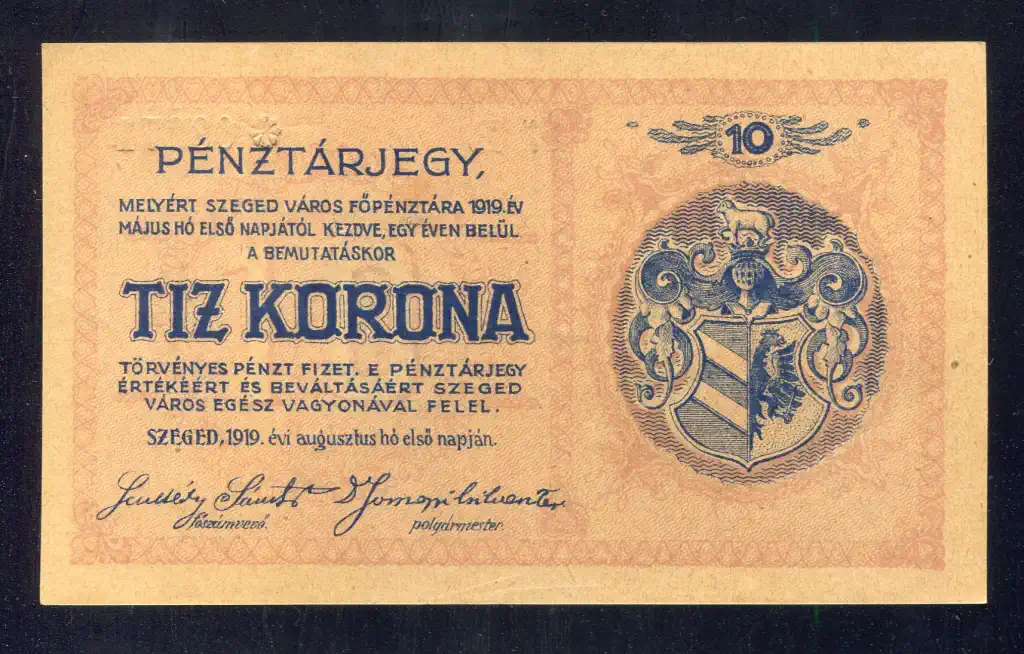 PÉNZTÁRJEGY,
MELYÉRT SZEGED VÁROS FŐPÉNZTÁRA 1919. ÉV
MÁJUS HÓ ELSŐ NAPJÁTÓL KEZDVE, EGY ÉVEN BELÜL
A BEMUTATÁSKOR
TIZ KORONA
TÖRVÉNYES PÉNZT FIZET. E PÉNZTÁRJEGY
ÉRTÉKÉÉRT ÉS BEVÁLTÁSÁÉRT SZEGED
VÁROS EGÉSZ VAGYONÁVAL FELEL.
SZEGED, 1919. évi augusztus hó első napján.
főszámvevő.
polgármester.
10